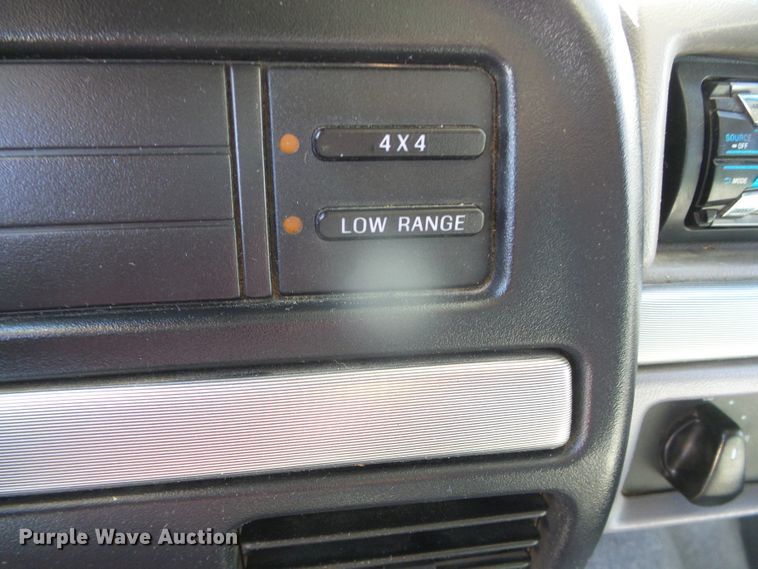 4X4
LOW RANGE
SOURCE
OFF
MODE
Purple Wave Auction